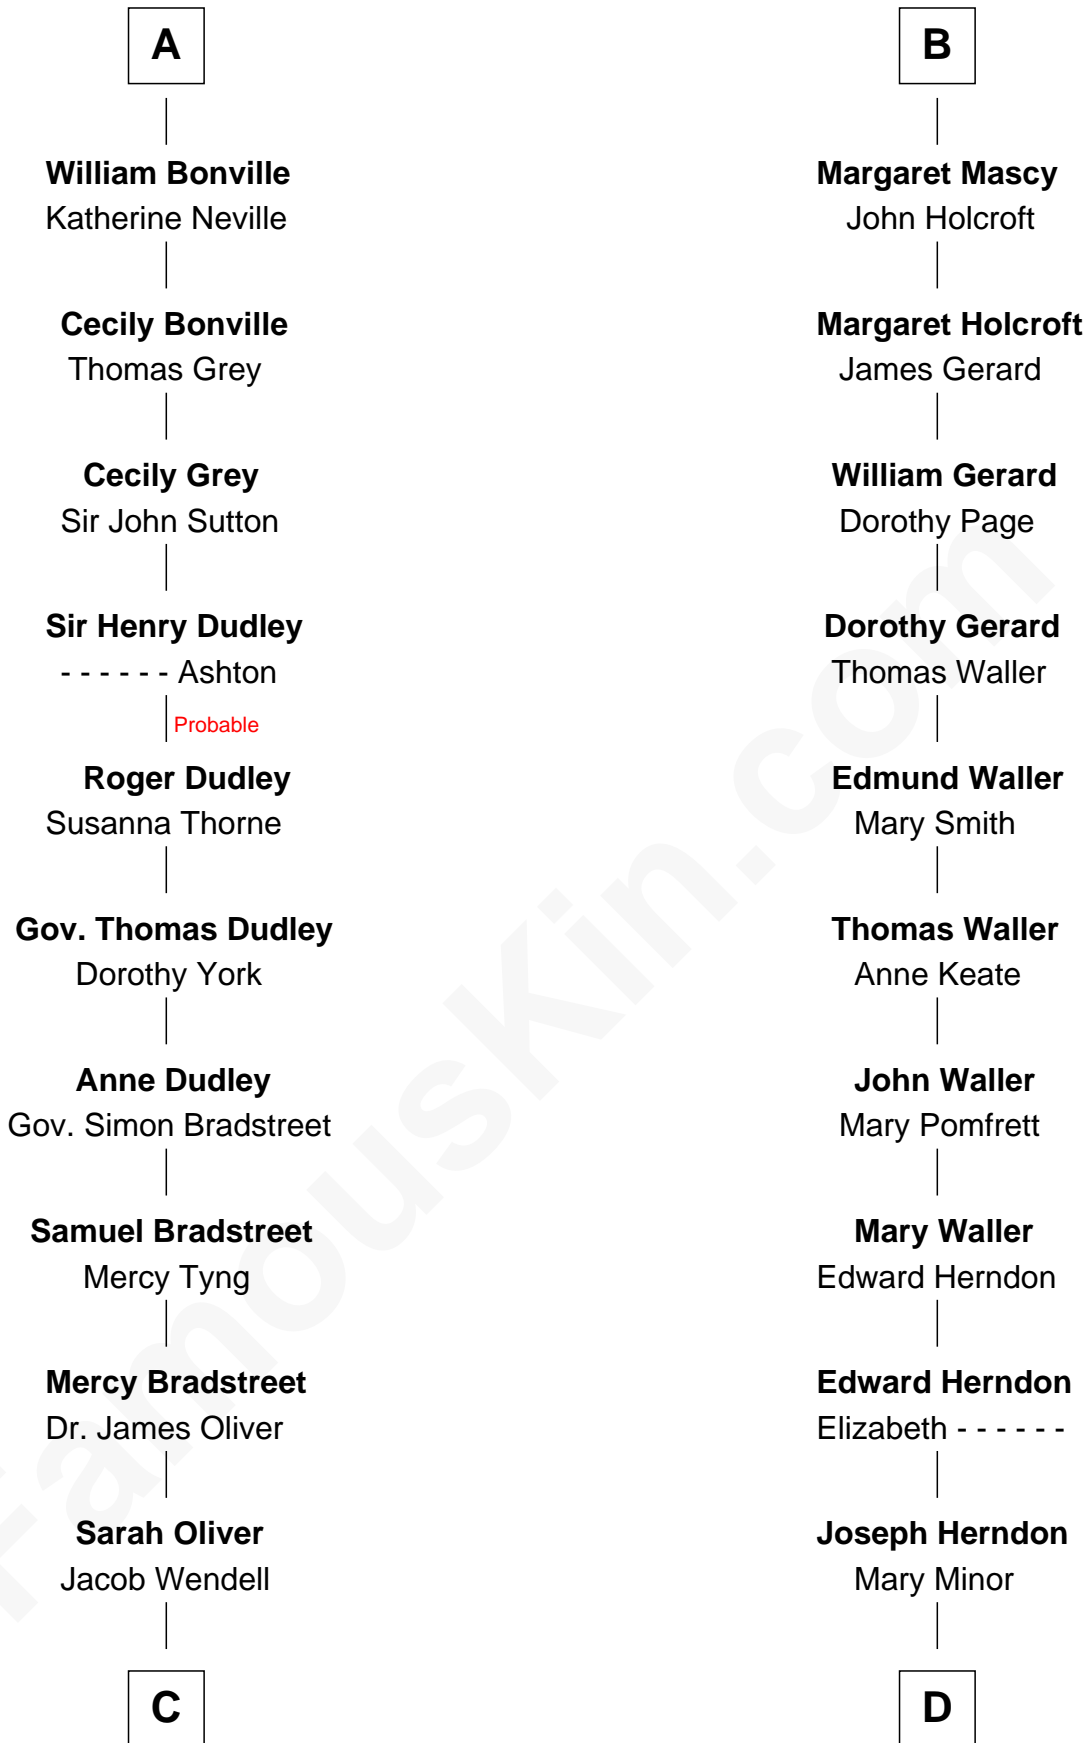 A
William Bonville
Katherine Neville
Cecily Bonville
Thomas Grey
Cecily Grey
Sir John Sutton
Sir Henry Dudley
- - - - - - Ashton
Probable
Roger Dudley
Susanna Thorne
Gov. Thomas Dudley
Dorothy York
Anne Dudley
Gov. Simon Bradstreet
Samuel Bradstreet
Mercy Tyng
Mercy Bradstreet
Dr. James Oliver
Sarah Oliver
Jacob Wendell
C
B
Margaret Mascy
John Holcroft
Margaret Holcroft
James Gerard
William Gerard
Dorothy Page
Dorothy Gerard
Thomas Waller
Edmund Waller
Mary Smith
Thomas Waller
Anne Keate
John Waller
Mary Pomfrett
Mary Waller
Edward Herndon
Edward Herndon
Elizabeth - - - - - -
Joseph Herndon
Mary Minor
D
FamousKin.com